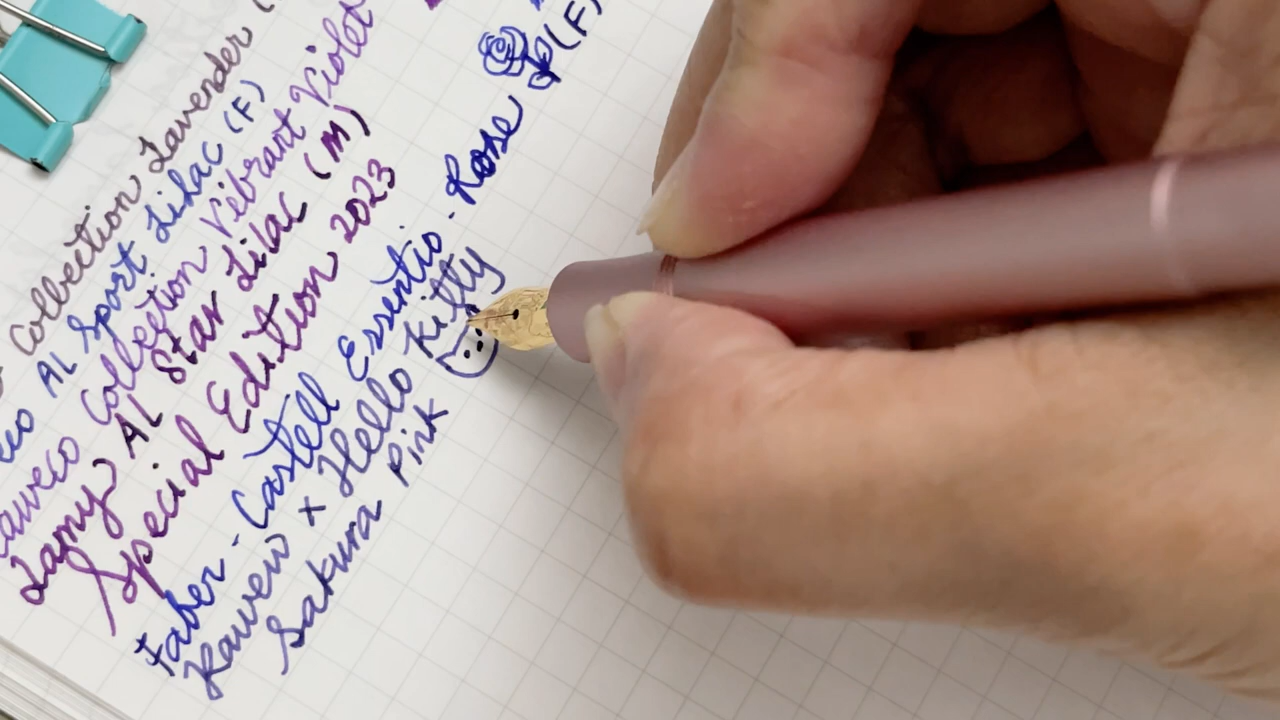 Collection Lavender (
AL Sport Lilac (F)
Collection Vibrant Violet
Lamy AL Star Lilac (M)
Special Edition 2023
Faber-Castell Essentio. Rose (F)
Kaweco x Hello Kitty
Sakura Pink